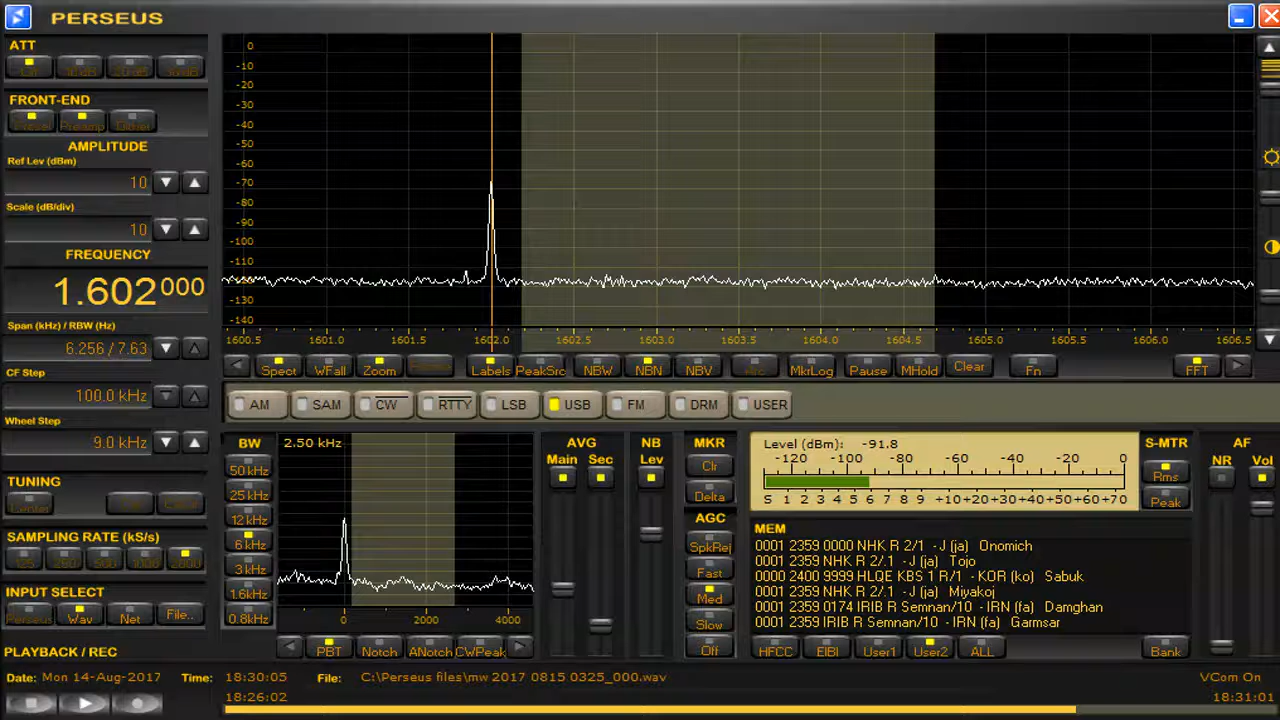 PERSEUS
ATT
FRONT-END
Presel Preamp Dither
AMPLITUDE
Ref Lev (dBm)
10
Scale (dB/div)
10
FREQUENCY
1.602000
Span (kHz) / RBW (Hz)
6.256 / 7.63
CF Step
100.0 kHz
Wheel Step
9.0 kHz
TUNING
Center
SAMPLING RATE (kS/s)
125 250 500 1000 2000
INPUT SELECT
Perseus Wav Net File..
PLAYBACK / REC
0
-10
-20
-30
-40
-50
-60
-70
-80
-90
-100
-110
-120
-130
-140
1600.5 1601.0 1601.5 1602.0 1602.5 1603.0 1603.5 1604.0 1604.5 1605.0 1605.5 1606.0 1606.5
Spect WFall Zoom Labels PeakSrc NBW NBN NBV MkrLog Pause MHold Clear Fn FFT
AM SAM CW RTTY LSB USB FM DRM USER
BW
50 kHz
25 kHz
12 kHz
6 kHz
3 kHz
1.6kHz
0.8kHz
2.50 kHz
0 2000 4000
PBT Notch ANotch CWPeak
AVG
Main Sec
NB
Lev
MKR
Clr
Delta
AGC
SpkRej
Fast
Med
Slow
Off
Level (dBm): -91.8
-120 -100 -80 -60 -40 -20 0
S 1 2 3 4 5 6 7 8 9 +10+20+30+40+50+60+70
S-MTR
Rms
Peak
AF
NR Vol
MEM
0001 2359 0000 NHK R 2/1 - J (ja) Onomich
0001 2359 NHK R 2/.1 - J (ja) Tojo
0000 2400 9999 HLQE KBS 1 R/1 - KOR (ko) Sabuk
0001 2359 NHK R 2/.1 - J (ja) Miyakoj
0001 2359 0174 IRIB R Semnan/10 - IRN (fa) Damghan
0001 2359 IRIB R Semnan/10 - IRN (fa) Garmsar
HFCC EIBI User1 User2 ALL Bank
Date: Mon 14-Aug-2017 Time: 18:30:05 File: C:\Perseus files\mw 2017 0815 0325_000.wav VCom On
18:26:02 18:31:01